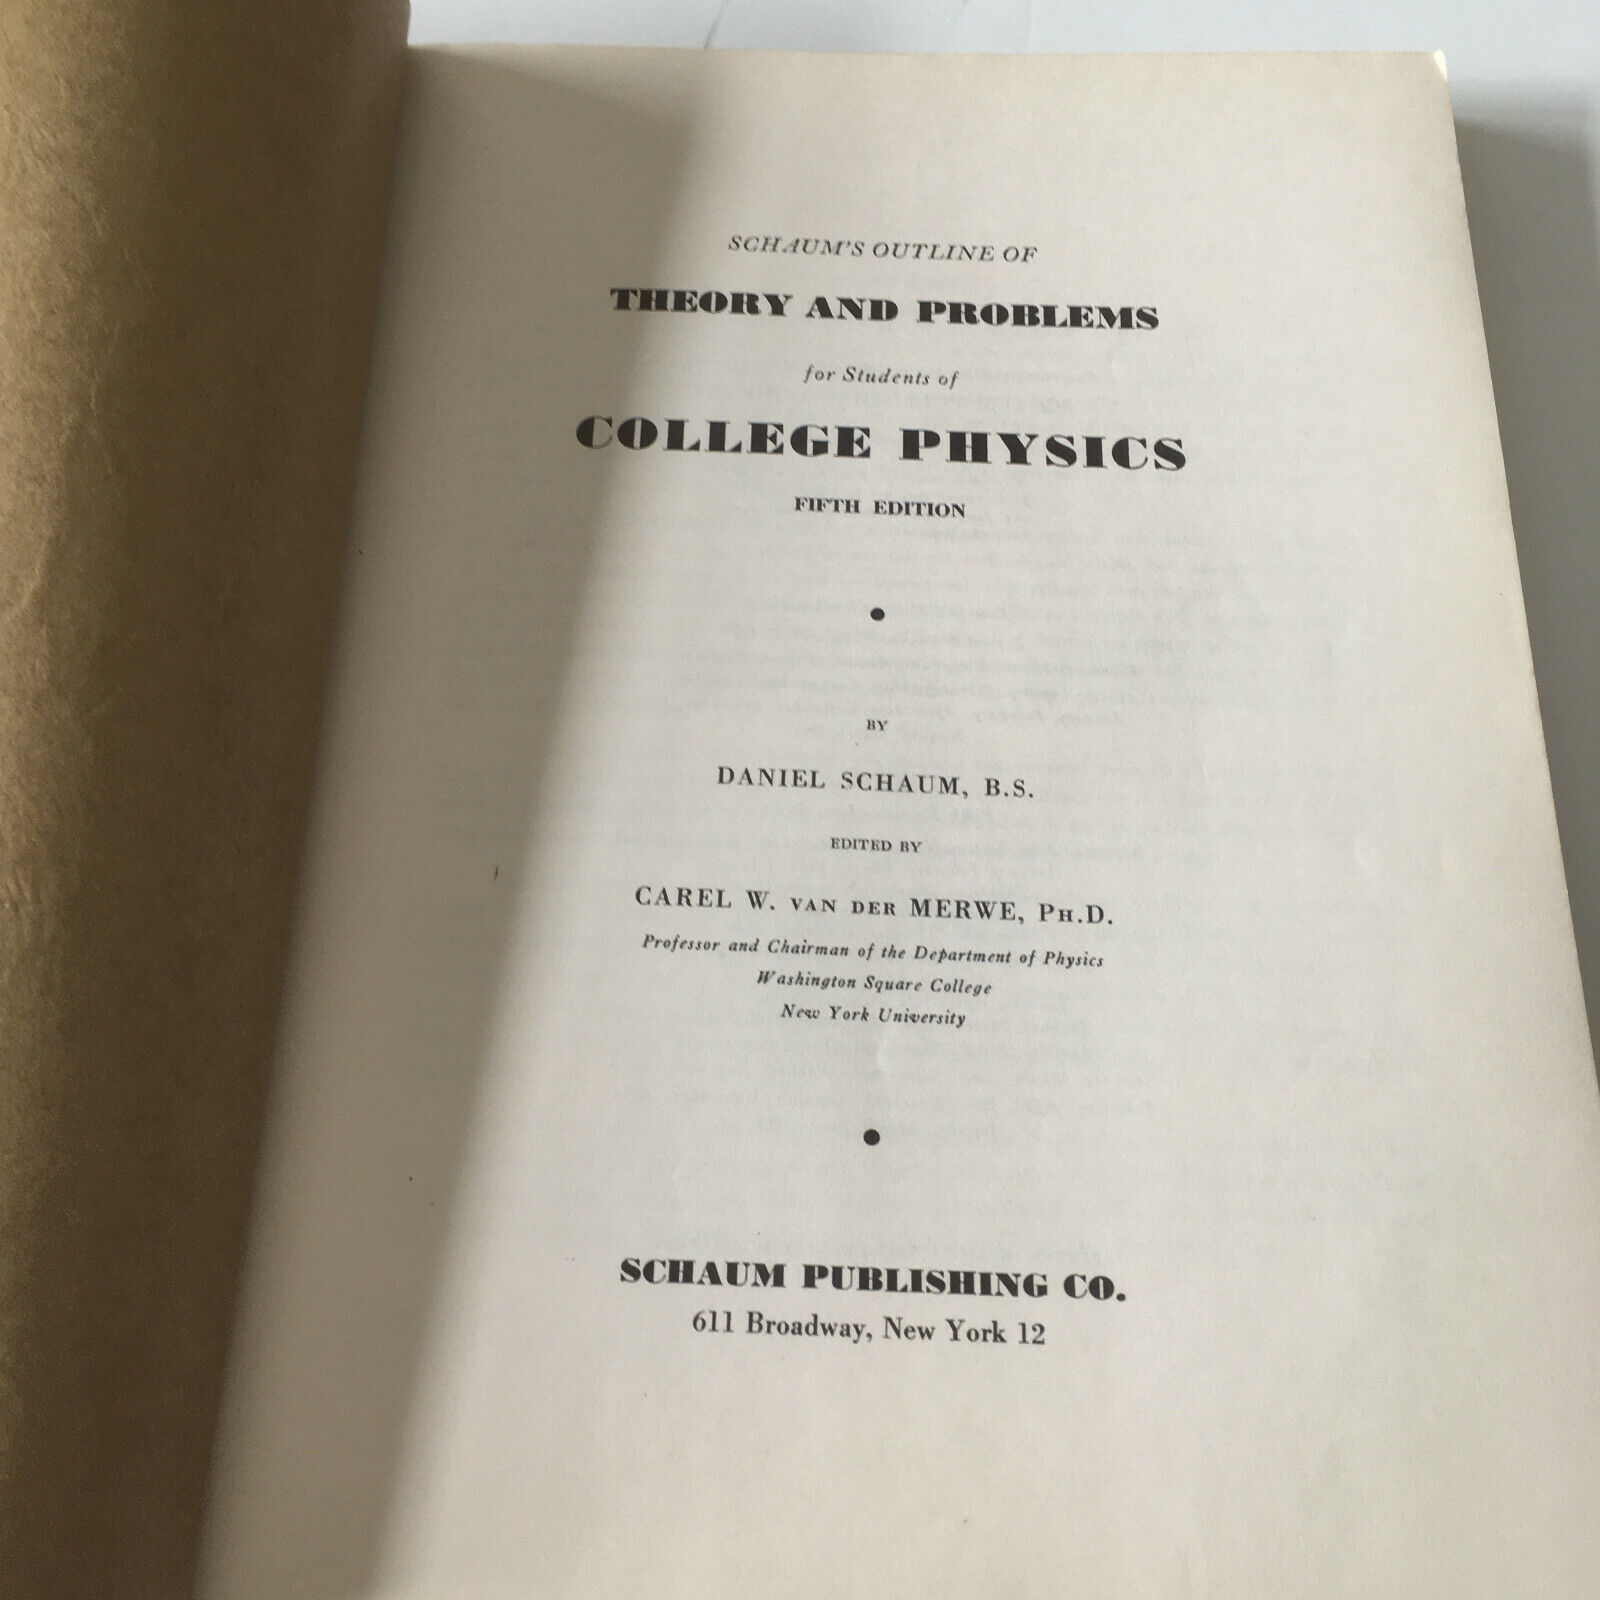 SCHAUM'S OUTLINE OF
THEORY AND PROBLEMS
for Students of
COLLEGE PHYSICS
FIFTH EDITION
•
BY
DANIEL SCHAUM, B.S.
EDITED BY
CAREL W. VAN DER MERWE, PH.D.
Professor and Chairman of the Department of Physics
Washington Square College
New York University
•
SCHAUM PUBLISHING CO.
611 Broadway, New York 12